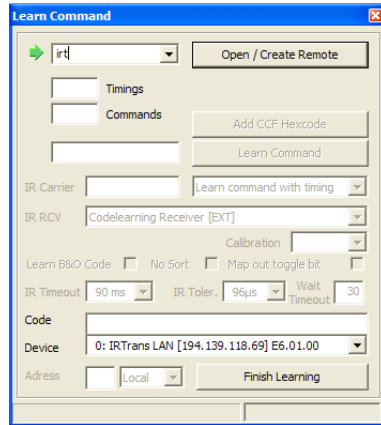 Learn Command
irt
Open / Create Remote
Timings
Commands
Add CCF Hexcode
Learn Command
IR Carrier
Learn command with timing
IR RCV
Codelearning Receiver [EXT]
Calibration
Learn B&O Code
No Sort
Map out toggle bit
IR Timeout
90 ms
IR Toler.
96µs
Wait
Timeout
30
Code
Device
0: IRTrans LAN [194.139.118.69] E6.01.00
Adress
Local
Finish Learning